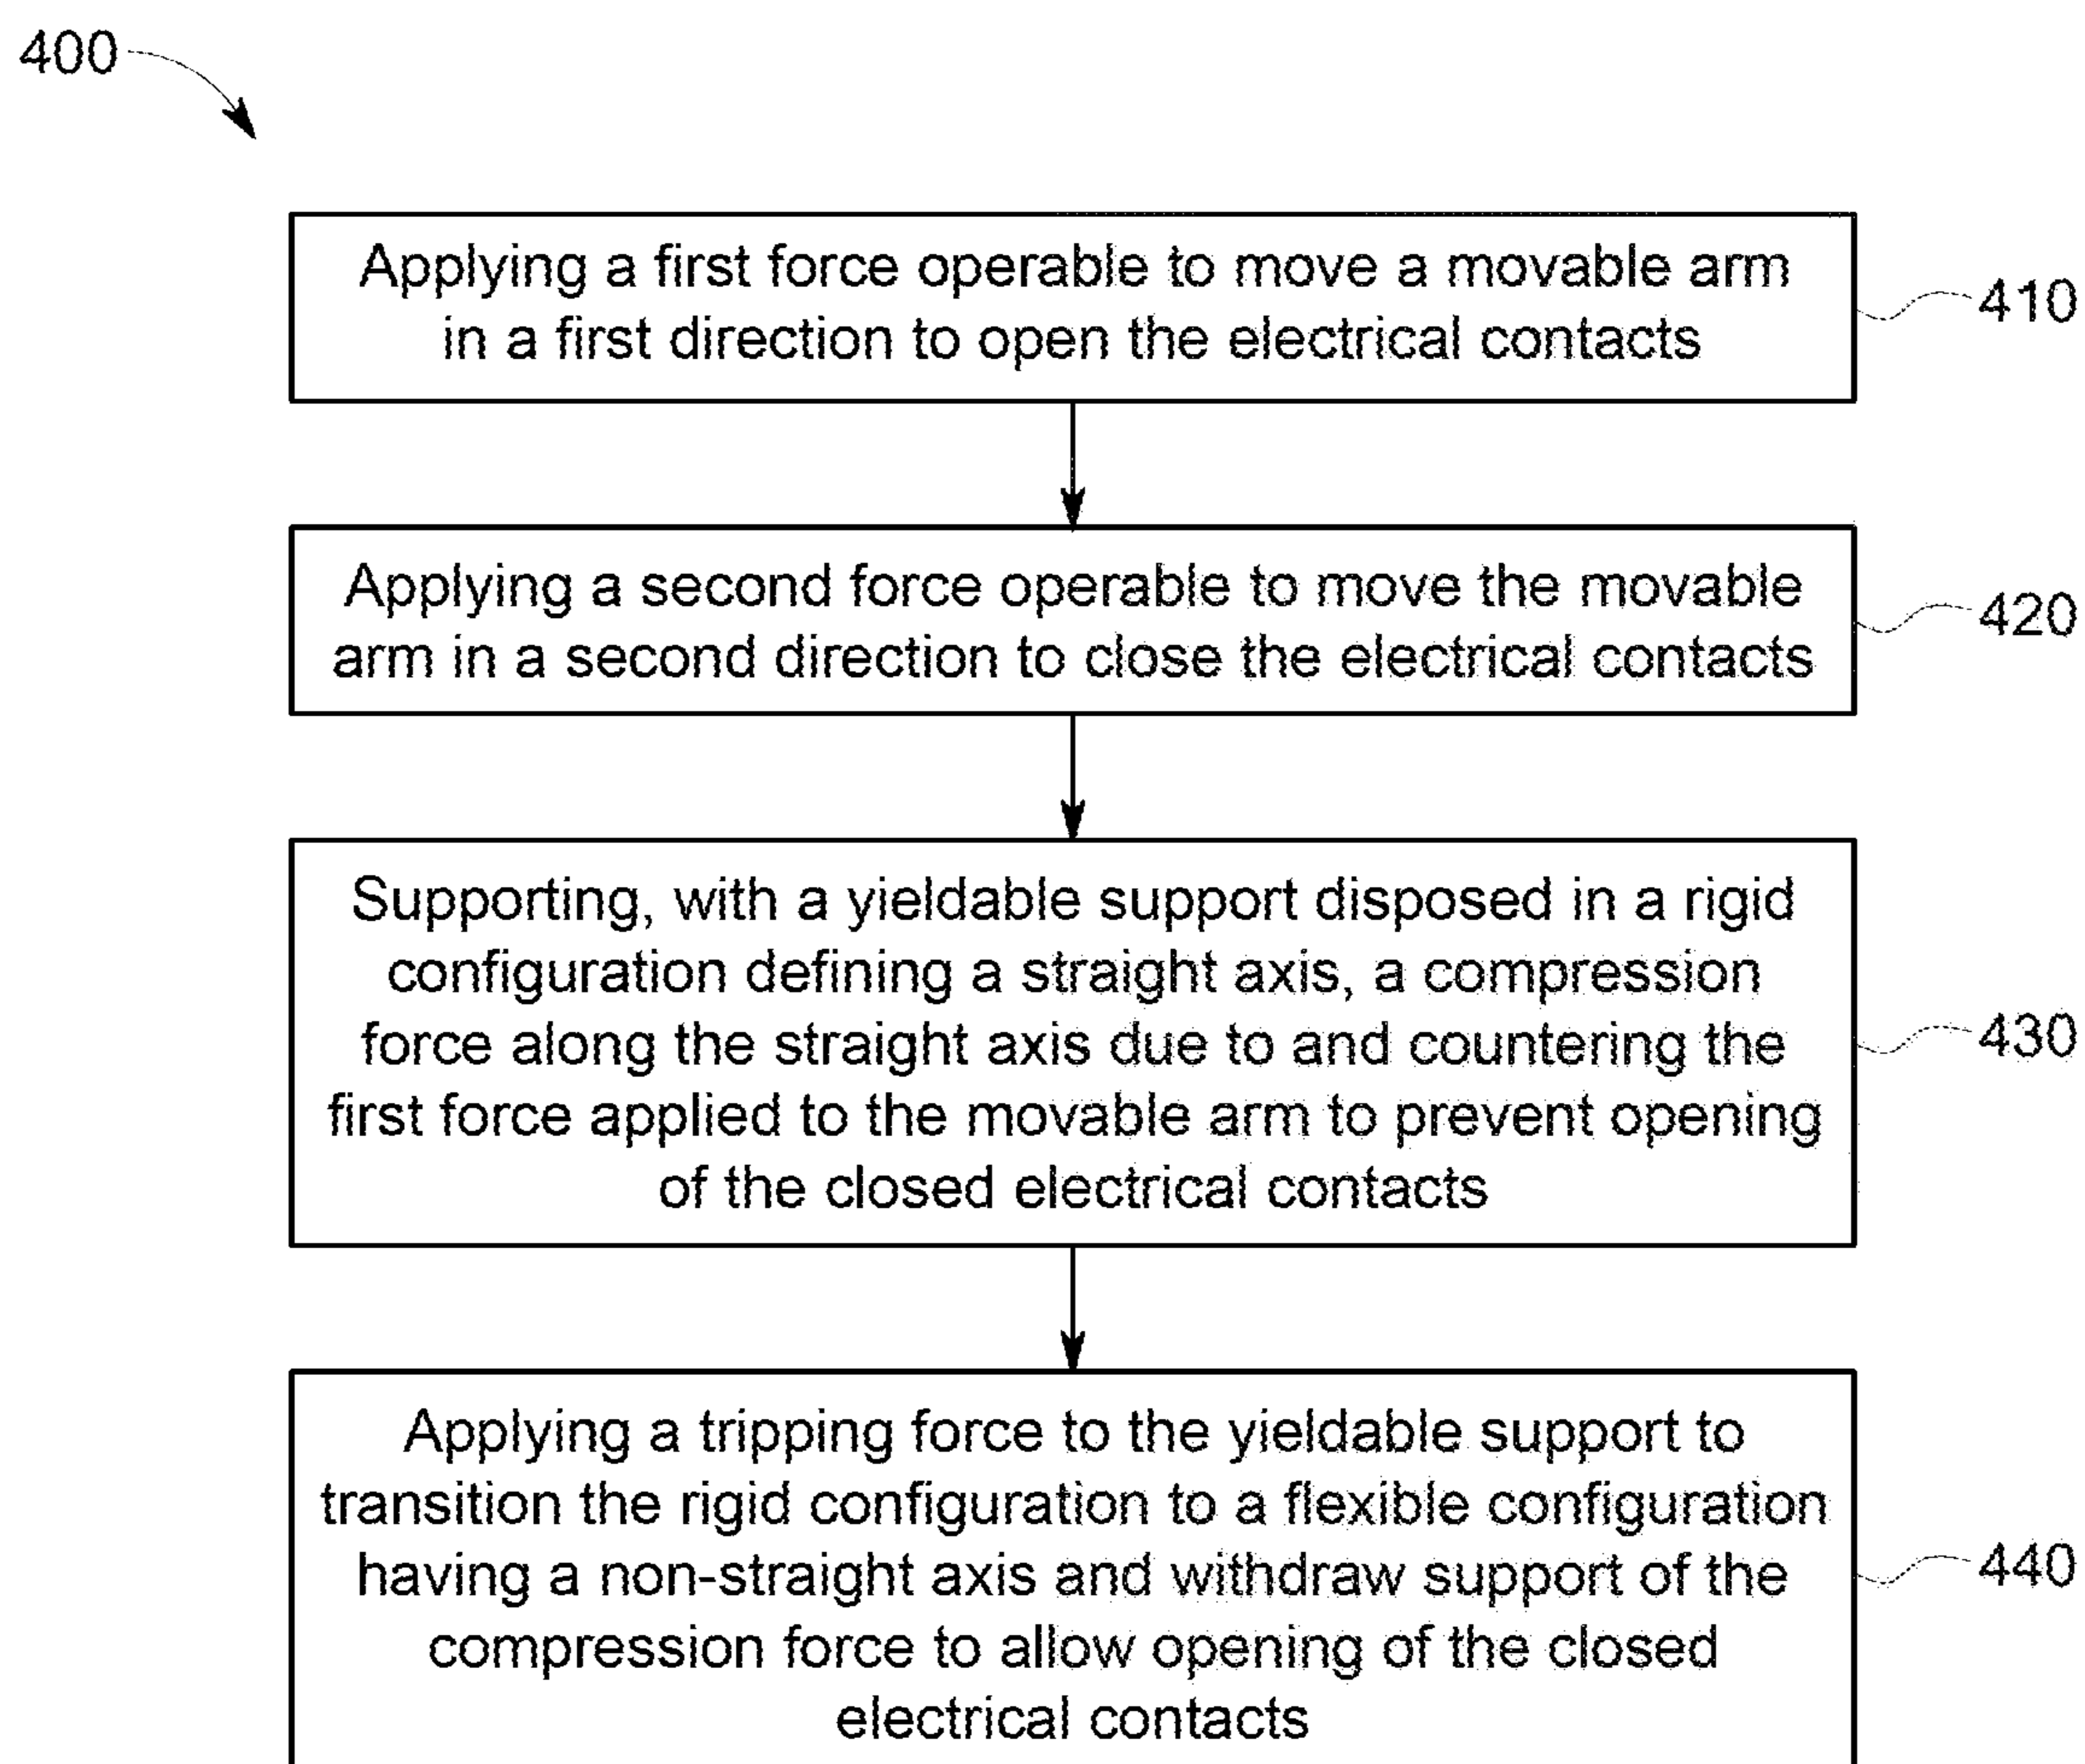 400
Applying a first force operable to move a movable arm
in a first direction to open the electrical contacts
410
Applying a second force operable to move the movable
arm in a second direction to close the electrical contacts
420
Supporting, with a yieldable support disposed in a rigid
configuration defining a straight axis, a compression
force along the straight axis due to and countering the
first force applied to the movable arm to prevent opening
of the closed electrical contacts
430
Applying a tripping force to the yieldable support to
transition the rigid configuration to a flexible configuration
having a non-straight axis and withdraw support of the
compression force to allow opening of the closed
electrical contacts
440